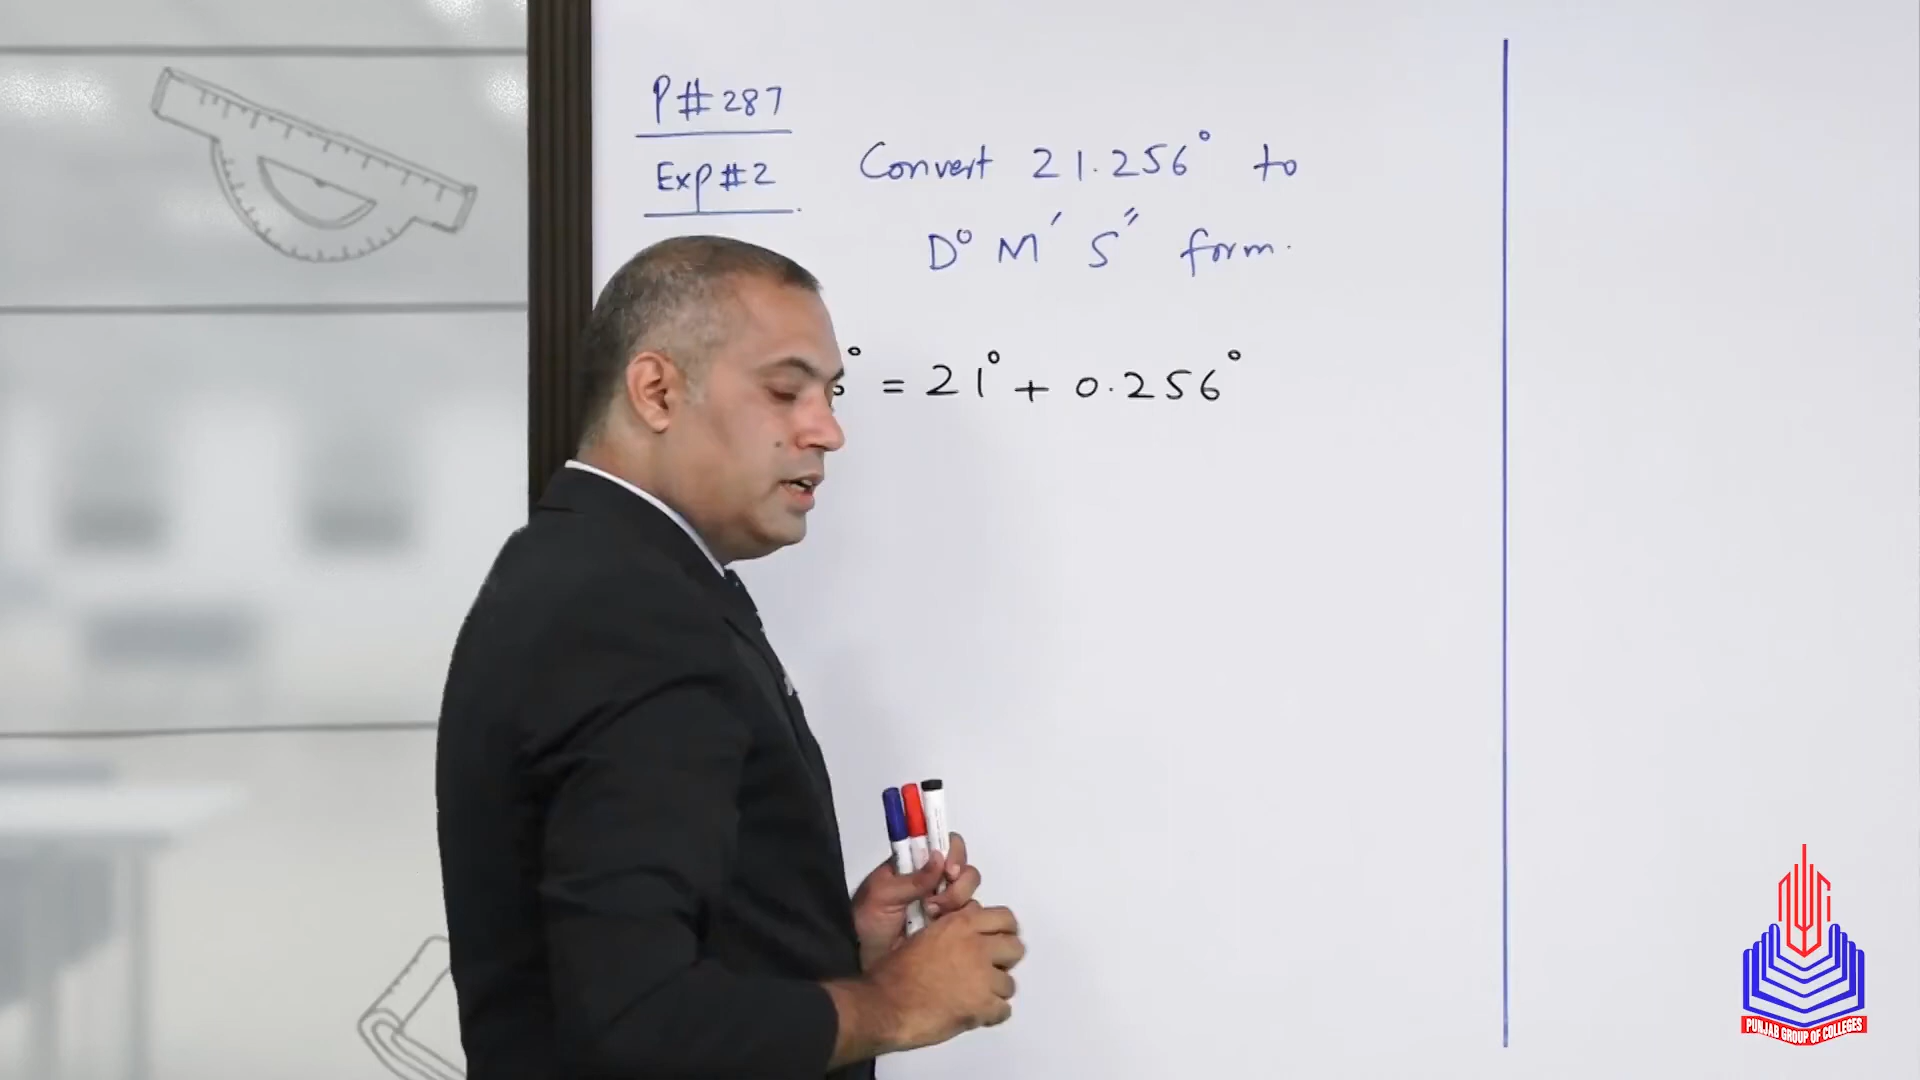 P#287
Exp#2
Convert 21.256° to
D° M′ S″ form.
° = 21° + 0.256°
PUNJAB GROUP OF COLLEGES